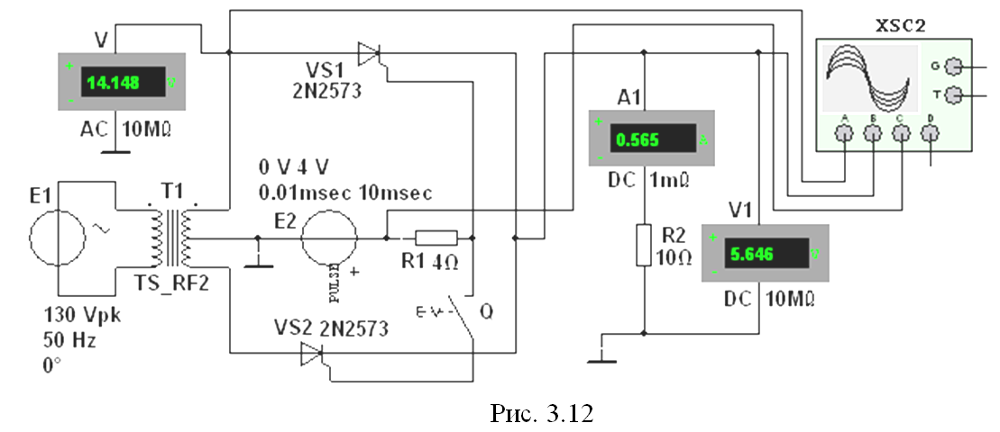 XSC2
G
T
A B C D
V
14.148 V
AC 10MΩ
VS1
2N2573
A1
0.565 A
DC 1mΩ
0 V 4 V
0.01msec 10msec
E1
T1
E2
PULSE
+
R1 4Ω
TS_RF2
130 Vpk
50 Hz
0°
VS2 2N2573
Q
R2
10Ω
V1
5.646 V
DC 10MΩ
Рис. 3.12